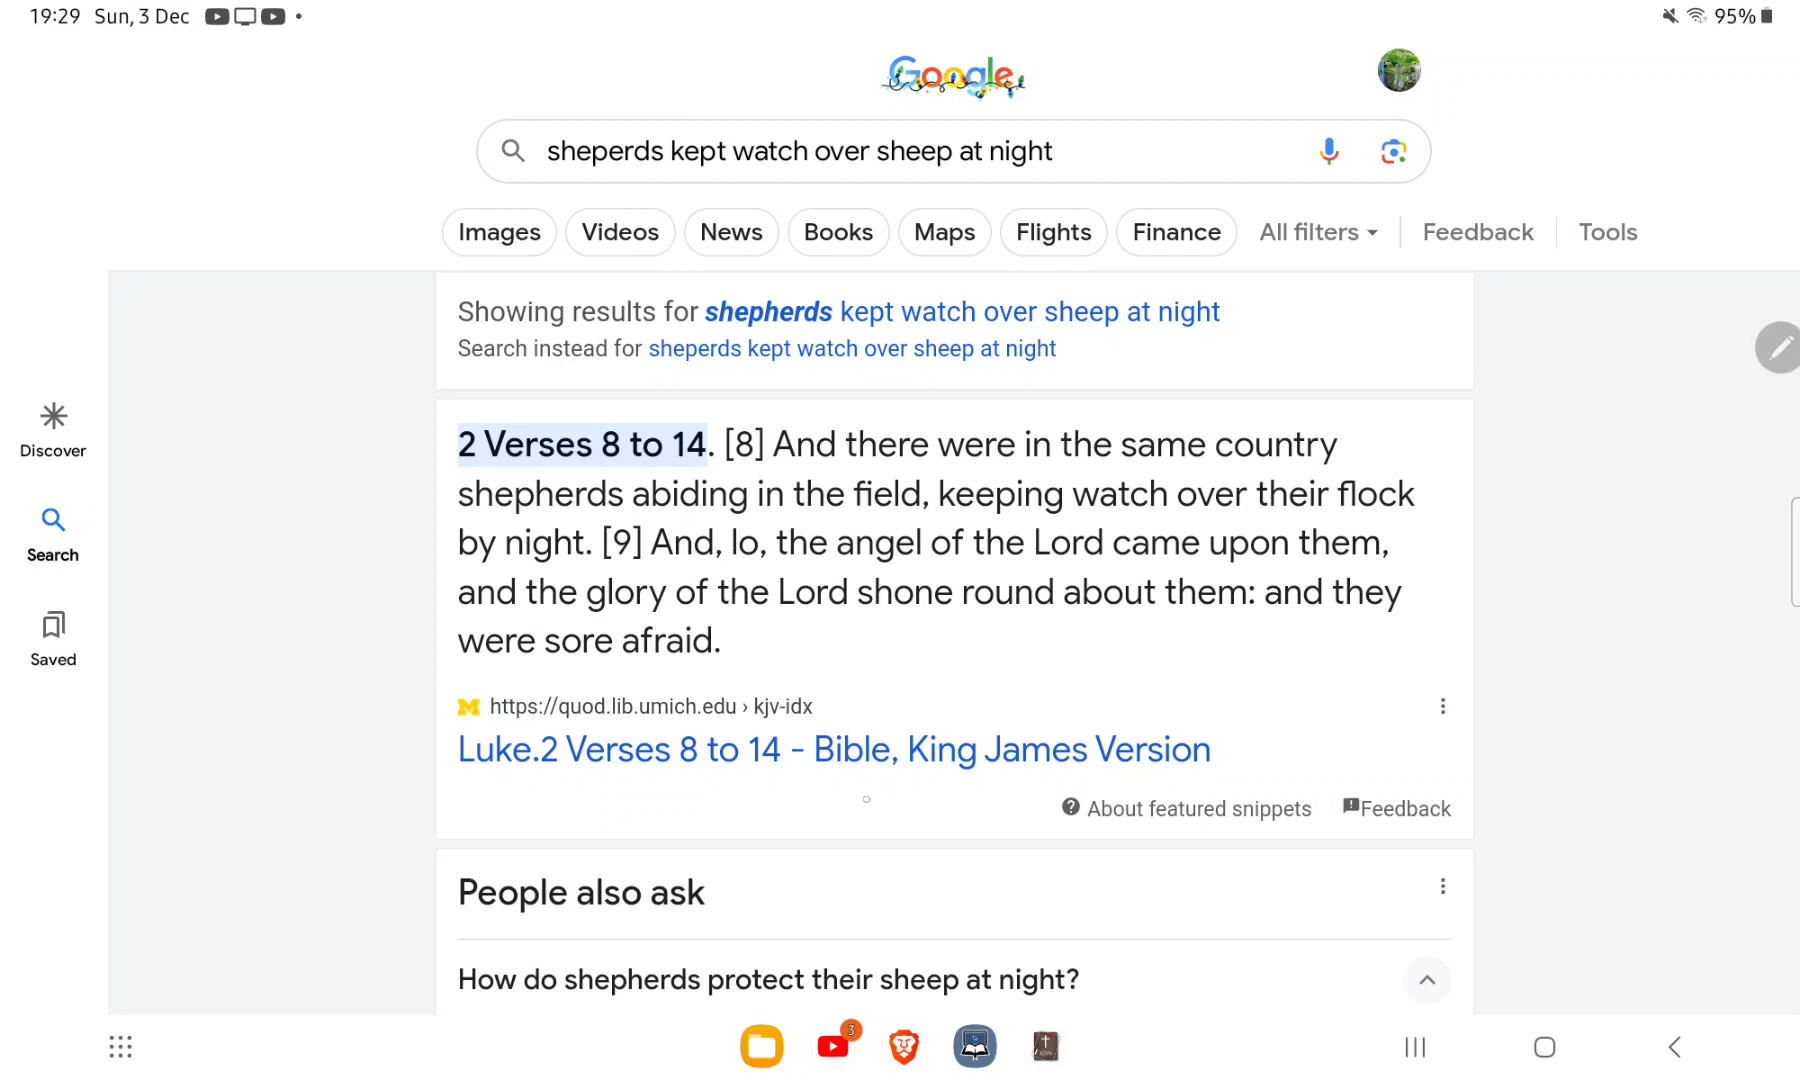 19:29 Sun, 3 Dec
95%
Google
sheperds kept watch over sheep at night
Images Videos News Books Maps Flights Finance All filters Feedback Tools
Showing results for shepherds kept watch over sheep at night
Search instead for sheperds kept watch over sheep at night
Discover
Search
Saved
2 Verses 8 to 14. [8] And there were in the same country
shepherds abiding in the field, keeping watch over their flock
by night. [9] And, lo, the angel of the Lord came upon them,
and the glory of the Lord shone round about them: and they
were sore afraid.
https://quod.lib.umich.edu › kjv-idx
Luke.2 Verses 8 to 14 - Bible, King James Version
About featured snippets Feedback
People also ask
How do shepherds protect their sheep at night?
3